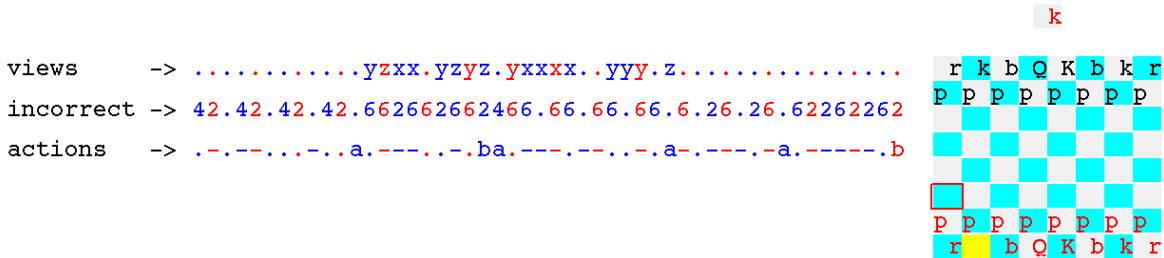 k
views -> ............yzxx.yzyz.yxxxx..yyy.z................
incorrect -> 42.42.42.42.662662662466.66.66.66.6.26.26.62262262
actions -> .-.--...-..a.---..-.ba.---.--..-.a-.---.-a.-----.b
r k b Q K b k r
p p p p p p p p
p p p p p p p p
r b Q K b k r